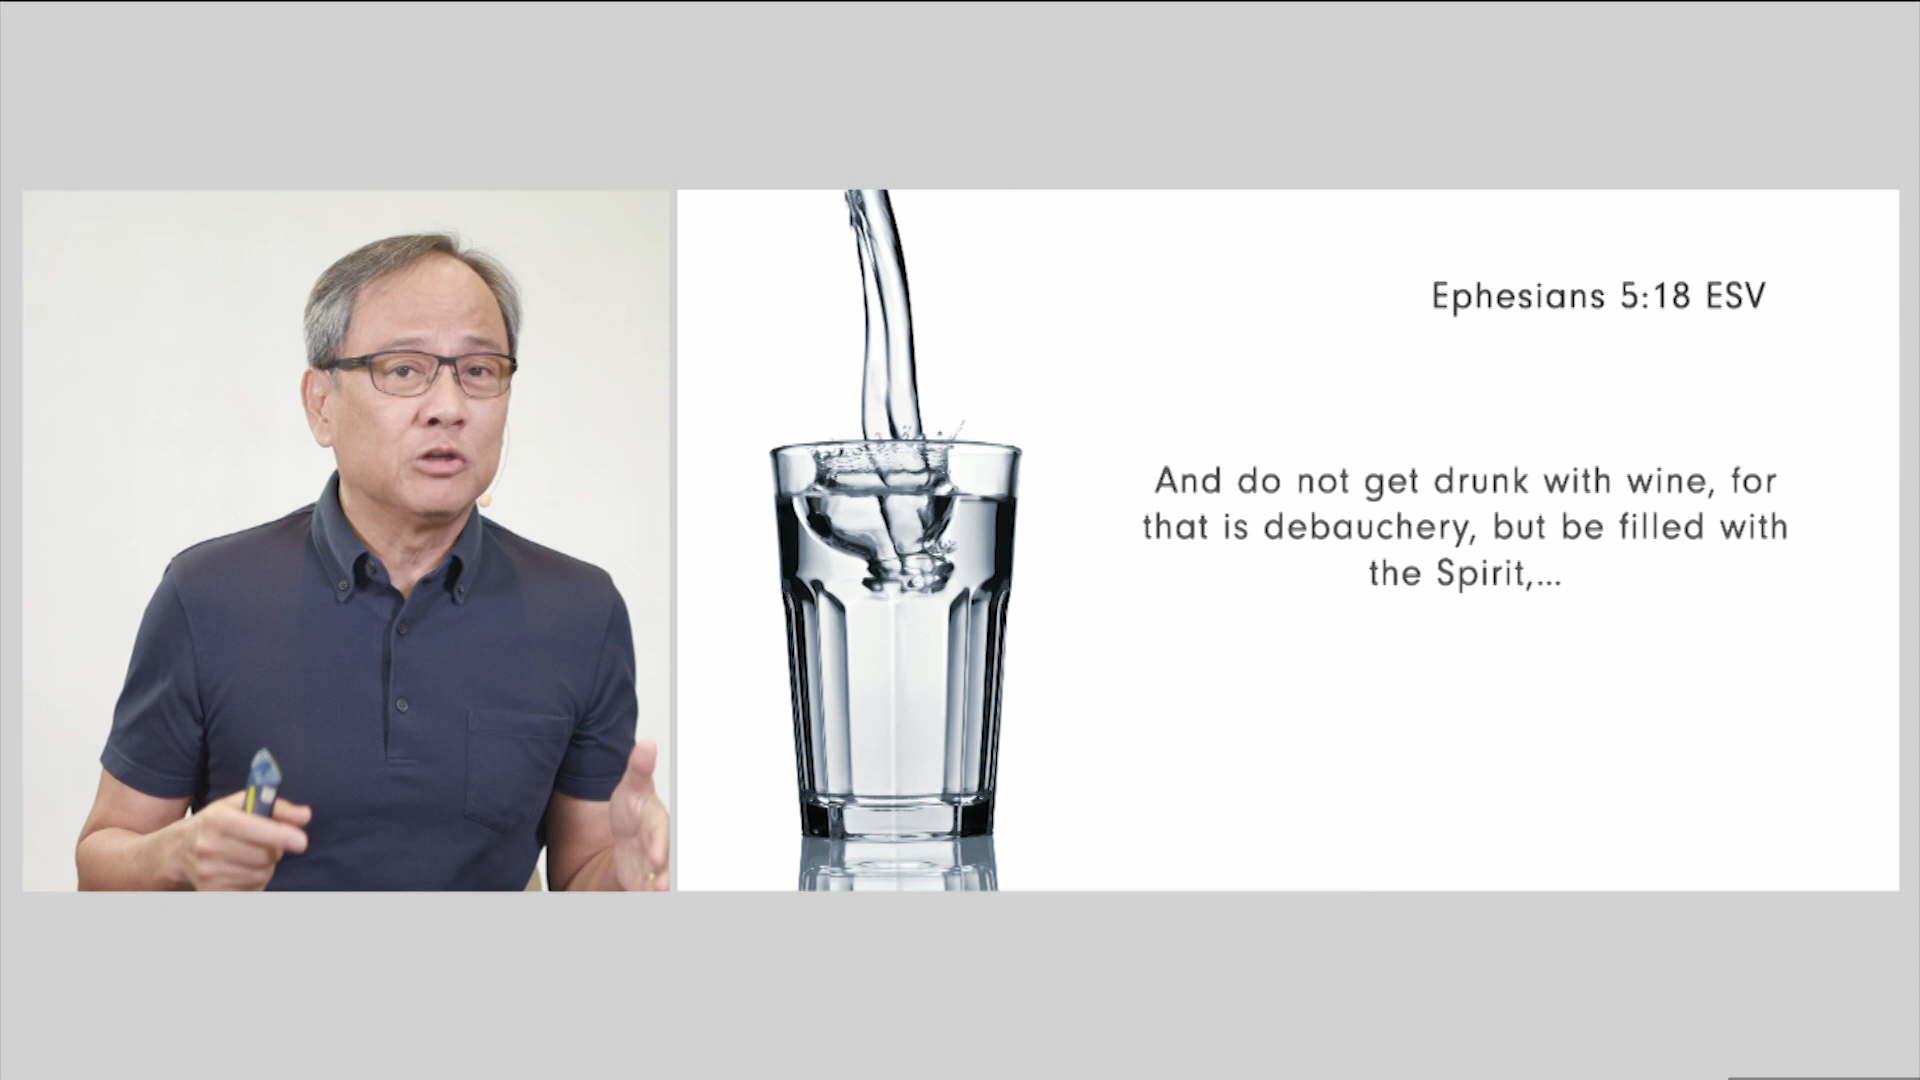 Ephesians 5:18 ESV
And do not get drunk with wine, for
that is debauchery, but be filled with
the Spirit,...